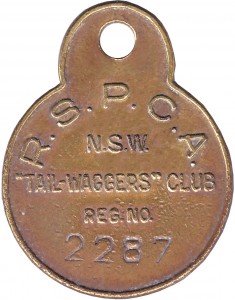 R.S.P.C.A.
N.S.W.
"TAIL-WAGGERS" CLUB
REG. NO.
2287